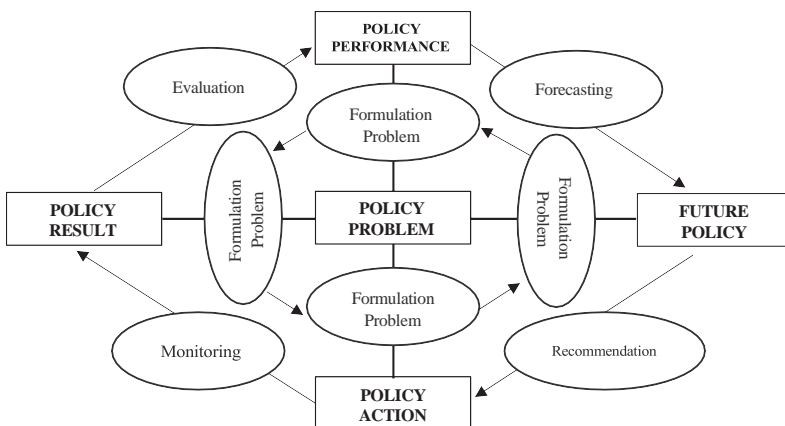 POLICY
PERFORMANCE
Evaluation
Forecasting
Formulation
Problem
Formulation
Problem
Formulation
Problem
POLICY
RESULT
POLICY
PROBLEM
FUTURE
POLICY
Formulation
Problem
Monitoring
Recommendation
POLICY
ACTION